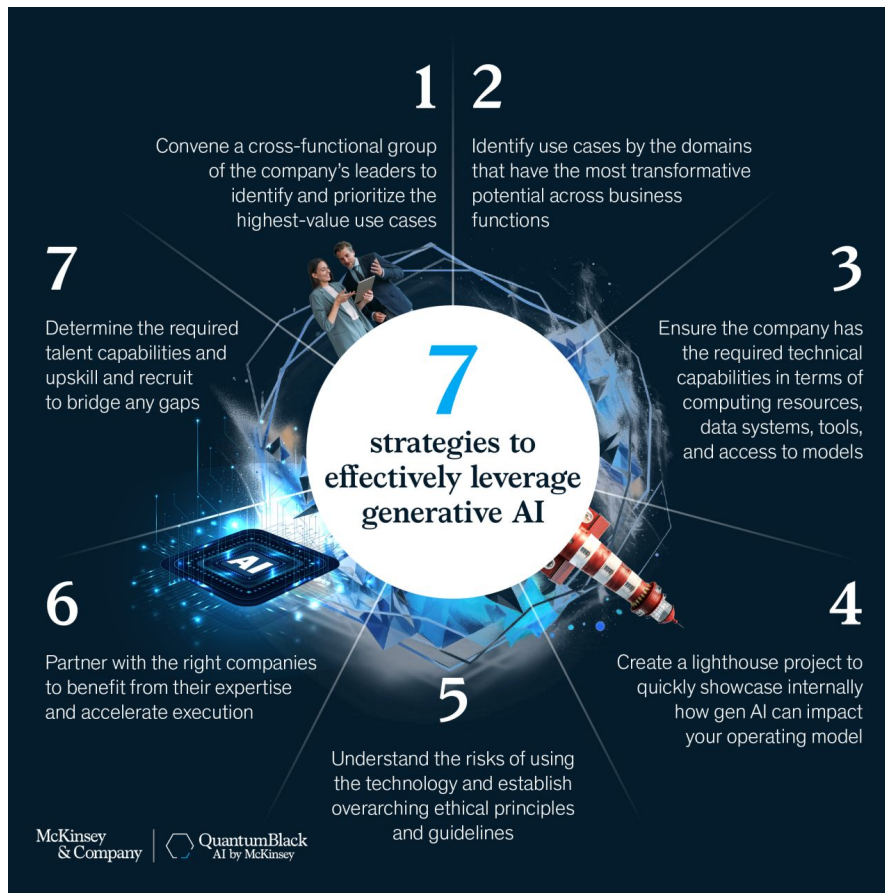 7
strategies to
effectively leverage
generative AI
1
Convene a cross-functional group
of the company's leaders to
identify and prioritize the
highest-value use cases
2
Identify use cases by the domains
that have the most transformative
potential across business
functions
3
Ensure the company has
the required technical
capabilities in terms of
computing resources,
data systems, tools,
and access to models
4
Create a lighthouse project to
quickly showcase internally
how gen AI can impact
your operating model
5
Understand the risks of using
the technology and establish
overarching ethical principles
and guidelines
6
Partner with the right companies
to benefit from their expertise
and accelerate execution
7
Determine the required
talent capabilities and
upskill and recruit
to bridge any gaps
AI
McKinsey
& Company
QuantumBlack
AI by McKinsey